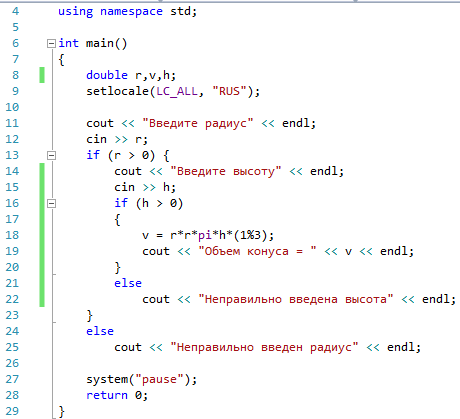 4 using namespace std;
5
6 int main()
7 {
8 double r,v,h;
9 setlocale(LC_ALL, "RUS");
10
11 cout << "Введите радиус" << endl;
12 cin >> r;
13 if (r > 0) {
14 cout << "Введите высоту" << endl;
15 cin >> h;
16 if (h > 0)
17 {
18 v = r*r*pi*h*(1%3);
19 cout << "Объем конуса = " << v << endl;
20 }
21 else
22 cout << "Неправильно введена высота" << endl;
23 }
24 else
25 cout << "Неправильно введен радиус" << endl;
26
27 system("pause");
28 return 0;
29 }